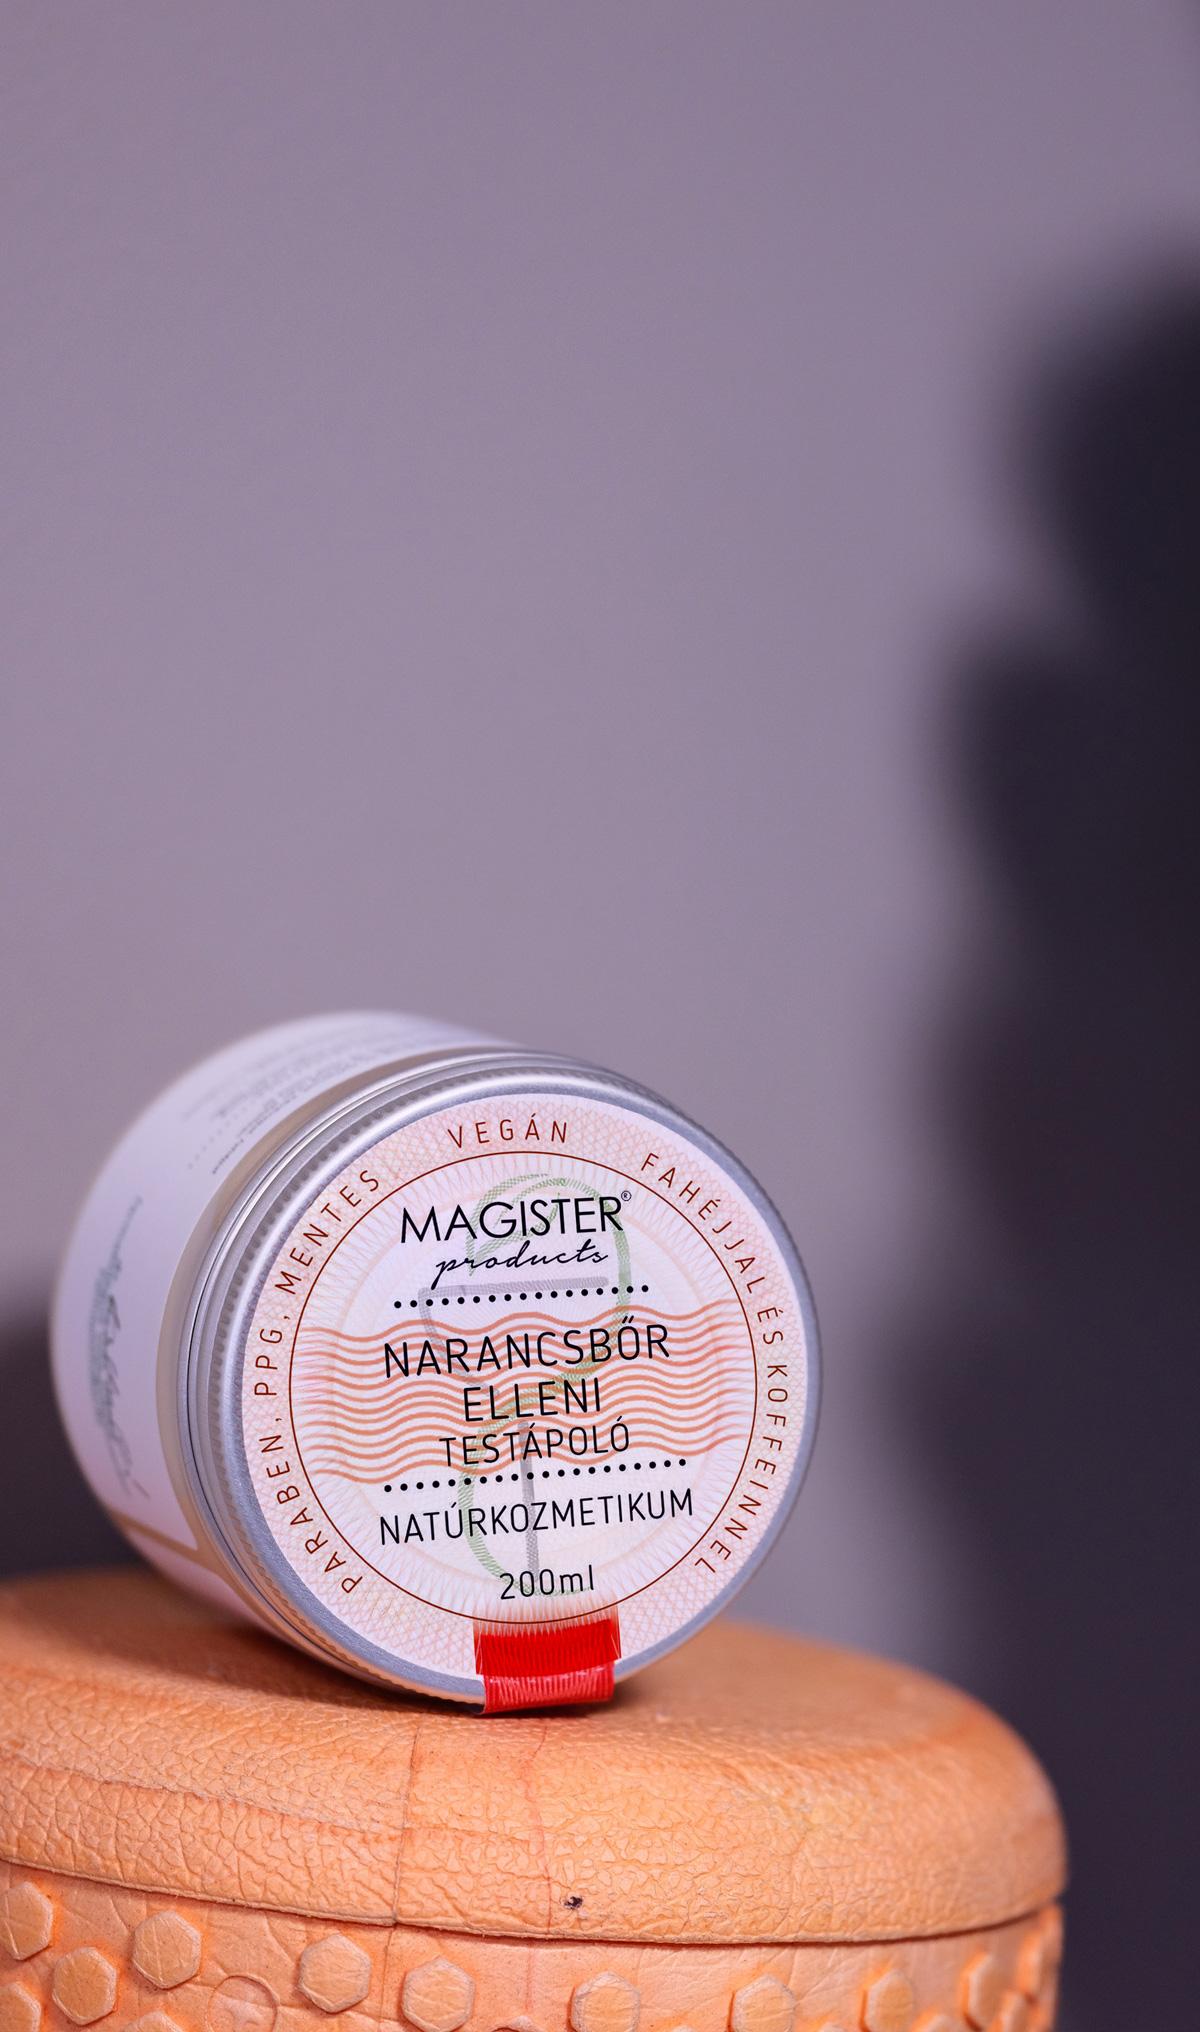 PARABEN, PPG, MENTES
VEGÁN
FAHÉJJAL ÉS KOFFEINNEL
MAGISTER®
products
NARANCSBŐR
ELLENI
TESTÁPOLÓ
NATÚRKOZMETIKUM
200ml